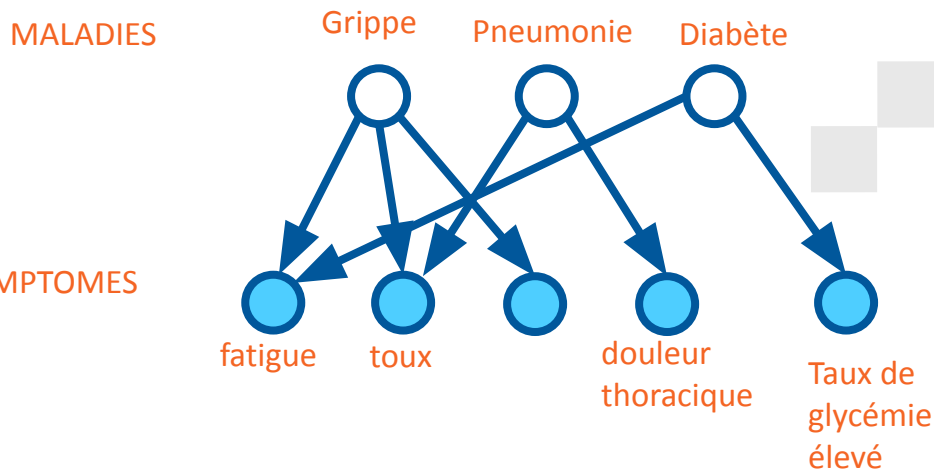 MALADIES
Grippe
Pneumonie
Diabète
MPTOMES
fatigue
toux
douleur
thoracique
Taux de
glycémie
élevé